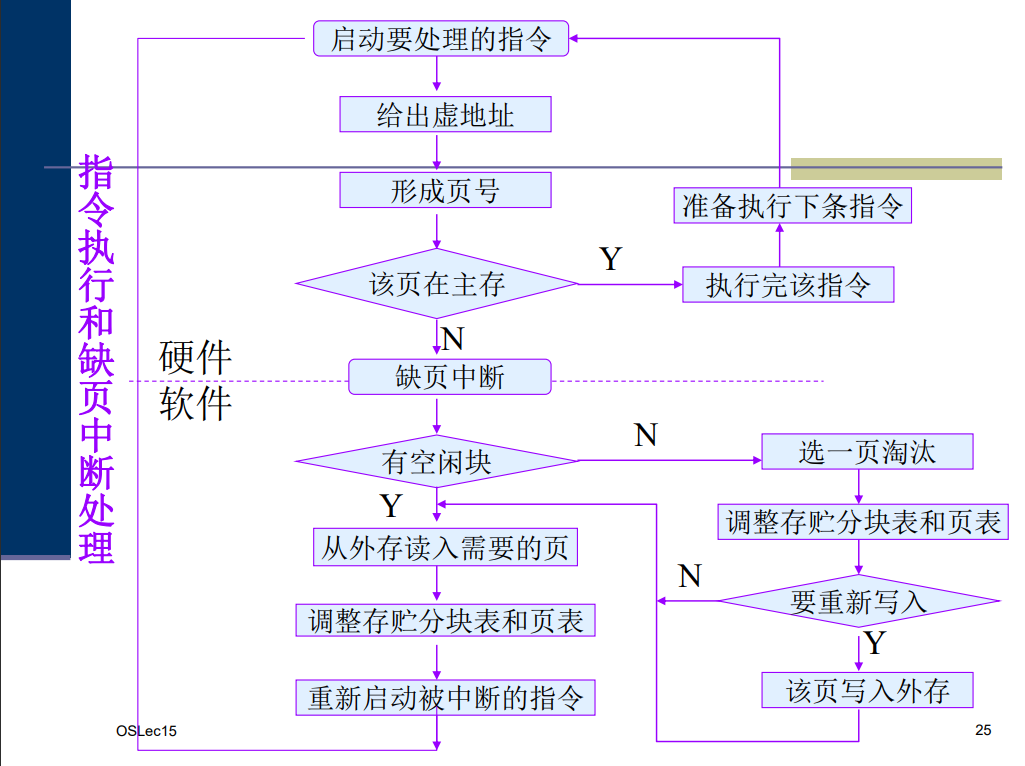 指令执行和缺页中断处理
启动要处理的指令
给出虚地址
形成页号
准备执行下条指令
该页在主存
Y
执行完该指令
N
硬件
缺页中断
软件
有空闲块
N
选一页淘汰
Y
调整存贮分块表和页表
从外存读入需要的页
N
要重新写入
调整存贮分块表和页表
Y
重新启动被中断的指令
该页写入外存
OSLec15
25